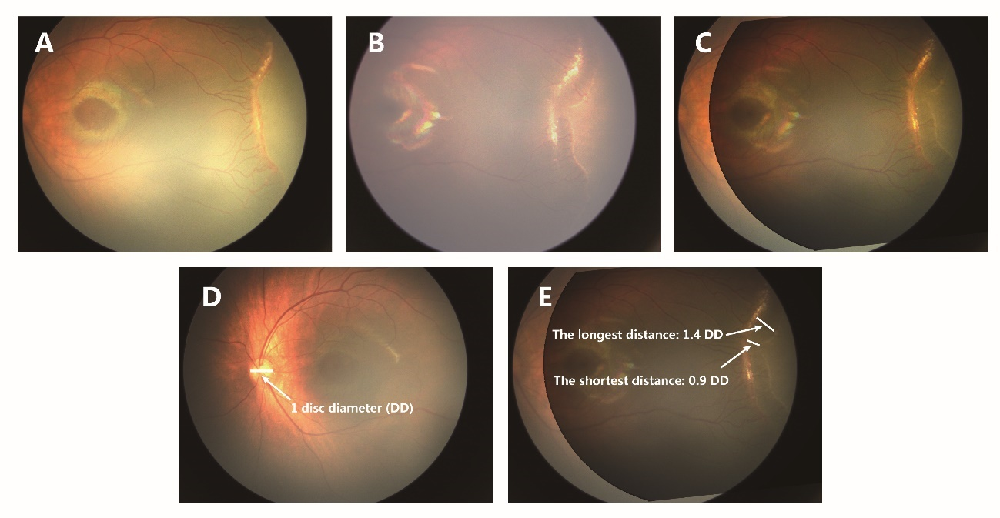 A
B
C
D
1 disc diameter (DD)
E
The longest distance: 1.4 DD
The shortest distance: 0.9 DD